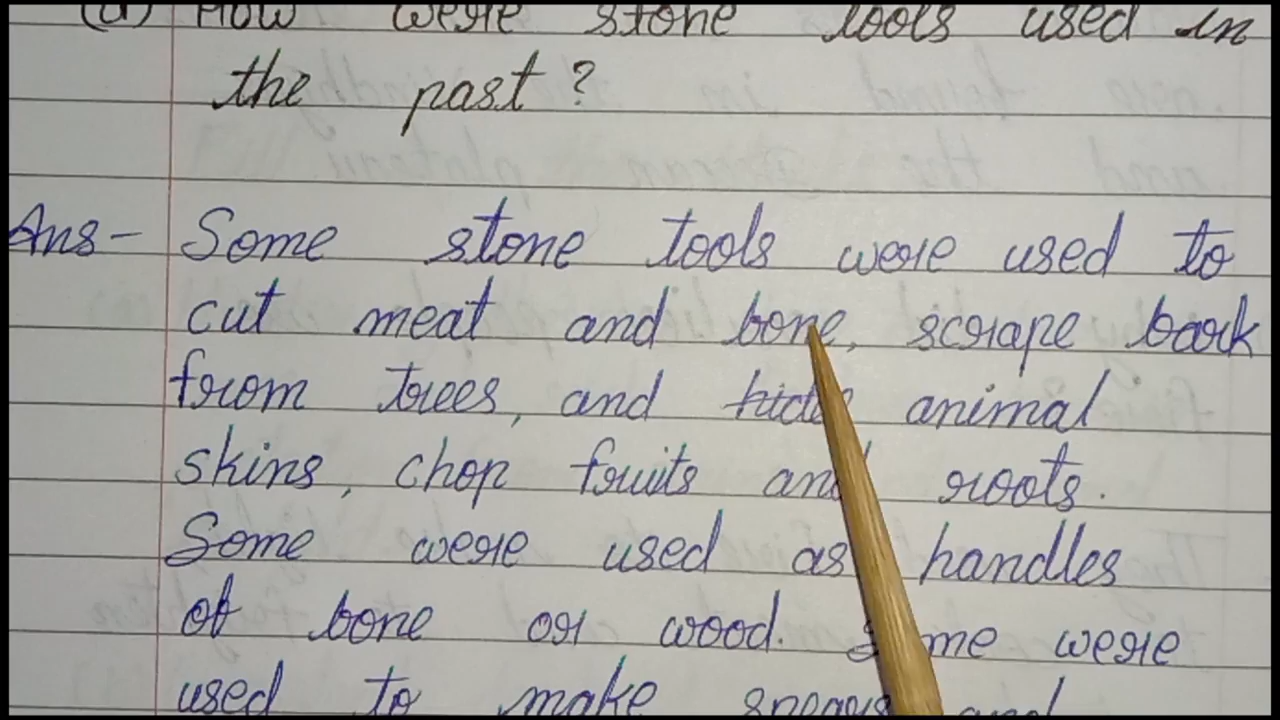 (a) How were stone tools used in
the past?
Ans- Some stone tools were used to
cut meat and bone, scrape bark
from trees, and animal
skins, chop fruits and roots.
Some were used as handles
of bone or wood. Some were
used to make spears and